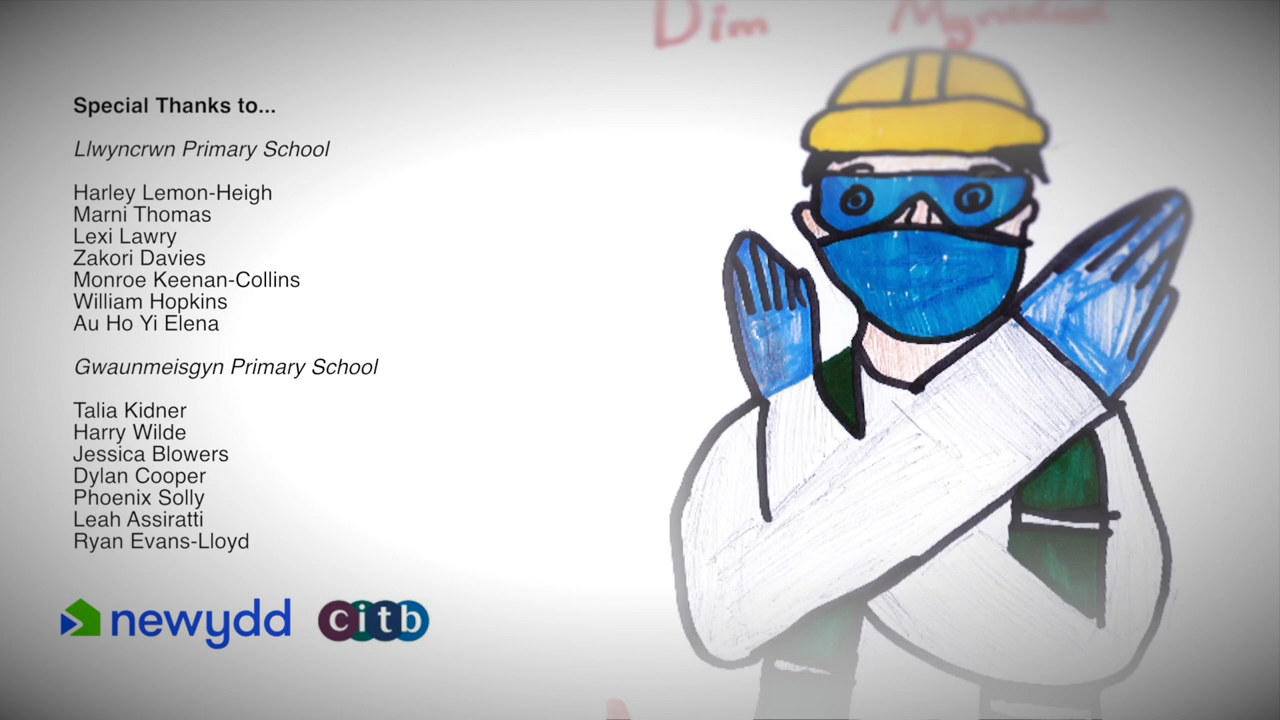 Dim Mynediad
Special Thanks to...
Llwyncrwn Primary School
Harley Lemon-Heigh
Marni Thomas
Lexi Lawry
Zakori Davies
Monroe Keenan-Collins
William Hopkins
Au Ho Yi Elena
Gwaunmeisgyn Primary School
Talia Kidner
Harry Wilde
Jessica Blowers
Dylan Cooper
Phoenix Solly
Leah Assiratti
Ryan Evans-Lloyd
newydd
citb